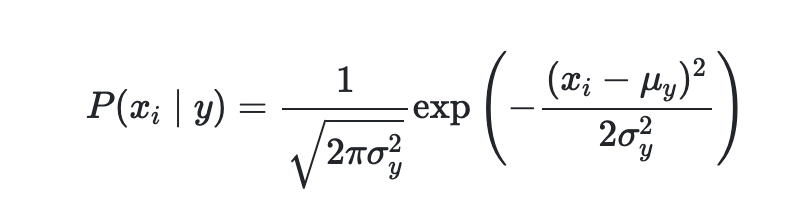 P(x_i | y) = \frac{1}{\sqrt{2\pi\sigma_y^2}} \exp\left(-\frac{(x_i - \mu_y)^2}{2\sigma_y^2}\right)